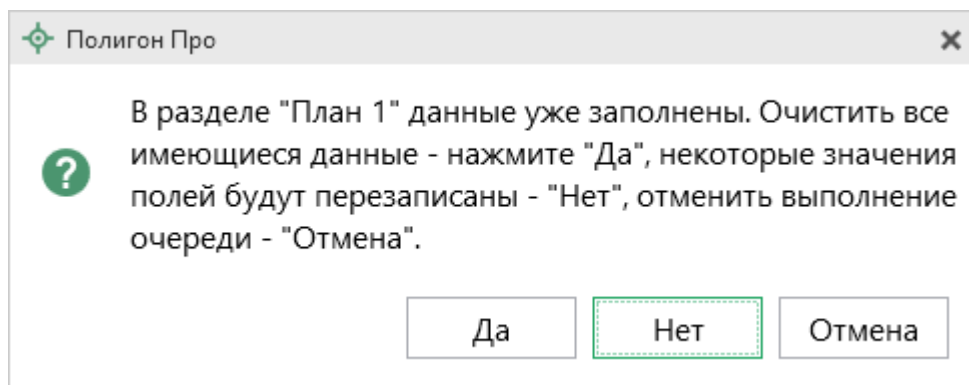 Полигон Про
В разделе "План 1" данные уже заполнены. Очистить все
имеющиеся данные - нажмите "Да", некоторые значения
полей будут перезаписаны - "Нет", отменить выполнение
очереди - "Отмена".
Да Нет Отмена